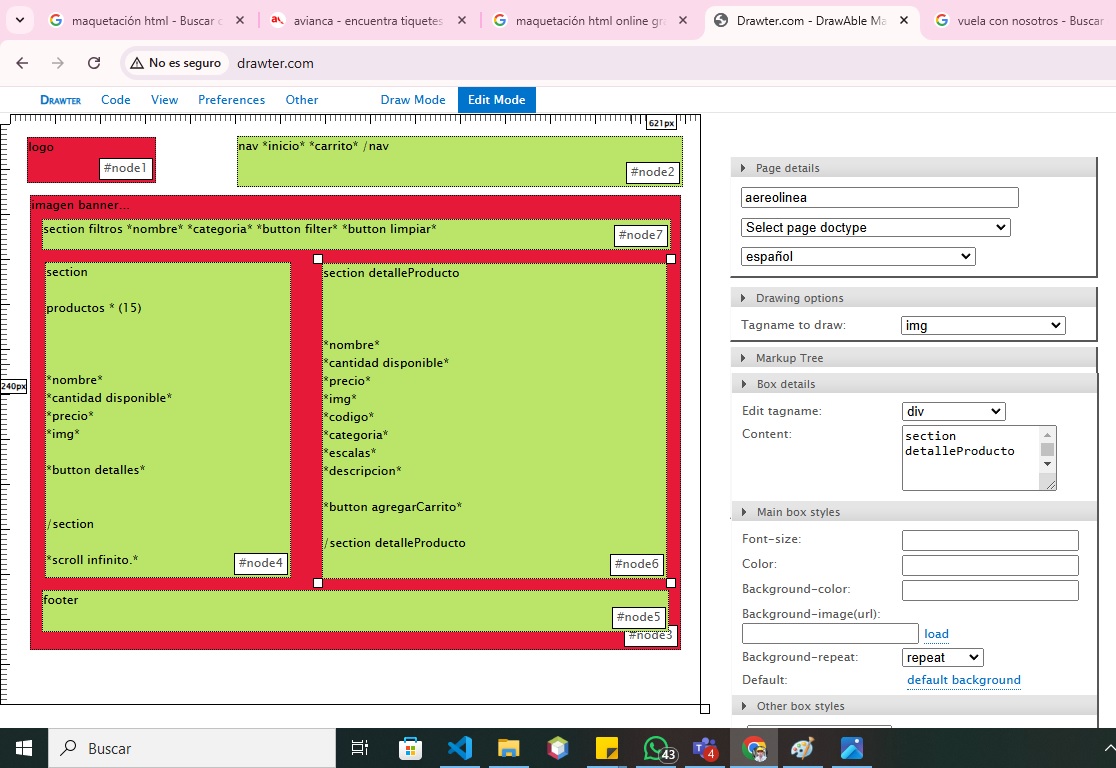 maquetación html - Buscar c
avianca - encuentra tiquetes
maquetación html online gra
Drawter.com - DrawAble Ma
vuela con nosotros - Buscar
No es seguro
drawter.com
Drawter
Code
View
Preferences
Other
Draw Mode
Edit Mode
621px
logo
#node1
nav *inicio* *carrito* /nav
#node2
imagen banner...
section filtros *nombre* *categoria* *button filter* *button limpiar*
#node7
section
productos * (15)
*nombre*
*cantidad disponible*
*precio*
*img*
*button detalles*
/section
*scroll infinito.*
#node4
section detalleProducto
*nombre*
*cantidad disponible*
*precio*
*img*
*codigo*
*categoria*
*escalas*
*descripcion*
*button agregarCarrito*
/section detalleProducto
#node6
240px
footer
#node5
#node3
Page details
aereolinea
Select page doctype
español
Drawing options
Tagname to draw:
img
Markup Tree
Box details
Edit tagname:
div
Content:
section
detalleProducto
Main box styles
Font-size:
Color:
Background-color:
Background-image(url):
load
Background-repeat:
repeat
Default:
default background
Other box styles
Buscar
43
4